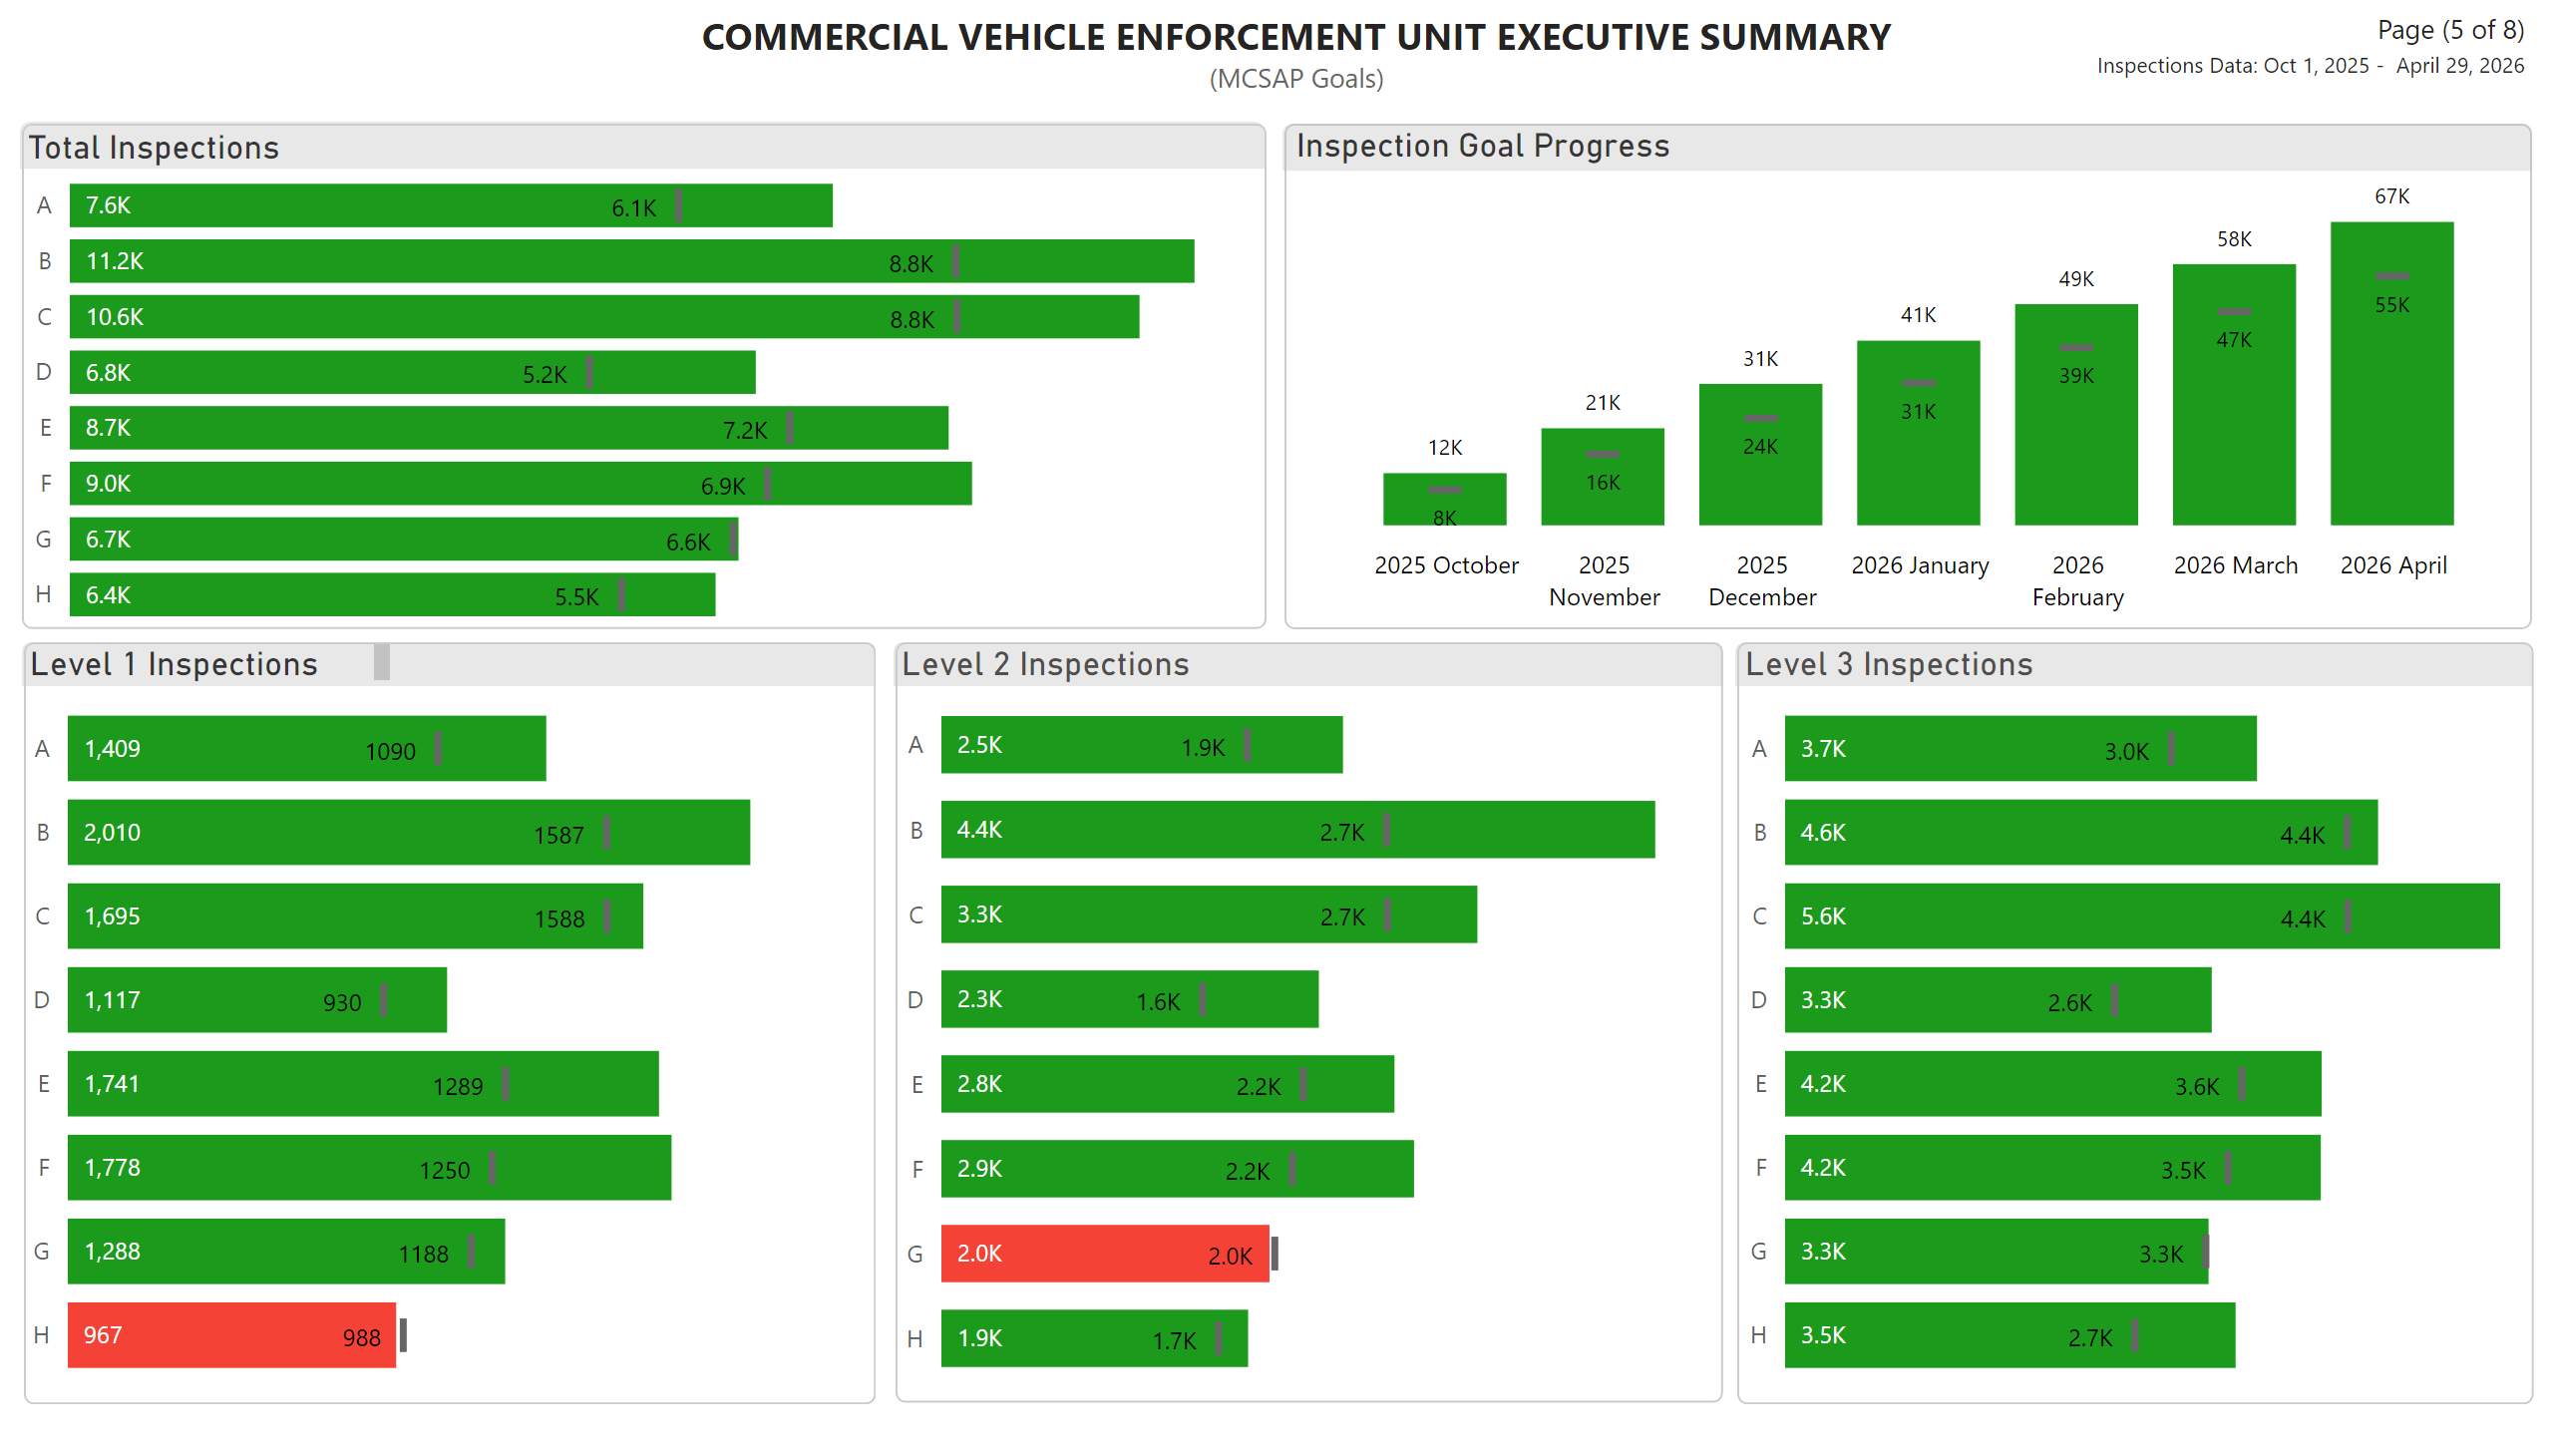 COMMERCIAL VEHICLE ENFORCEMENT UNIT EXECUTIVE SUMMARY
(MCSAP Goals)
Page (5 of 8)
Inspections Data: Oct 1, 2025 - April 29, 2026
Total Inspections
A 7.6K 6.1K
B 11.2K 8.8K
C 10.6K 8.8K
D 6.8K 5.2K
E 8.7K 7.2K
F 9.0K 6.9K
G 6.7K 6.6K
H 6.4K 5.5K
Inspection Goal Progress
12K 21K 31K 41K 49K 58K 67K
8K 16K 24K 31K 39K 47K 55K
2025 October 2025 November 2025 December 2026 January 2026 February 2026 March 2026 April
Level 1 Inspections
A 1,409 1090
B 2,010 1587
C 1,695 1588
D 1,117 930
E 1,741 1289
F 1,778 1250
G 1,288 1188
H 967 988
Level 2 Inspections
A 2.5K 1.9K
B 4.4K 2.7K
C 3.3K 2.7K
D 2.3K 1.6K
E 2.8K 2.2K
F 2.9K 2.2K
G 2.0K 2.0K
H 1.9K 1.7K
Level 3 Inspections
A 3.7K 3.0K
B 4.6K 4.4K
C 5.6K 4.4K
D 3.3K 2.6K
E 4.2K 3.6K
F 4.2K 3.5K
G 3.3K 3.3K
H 3.5K 2.7K